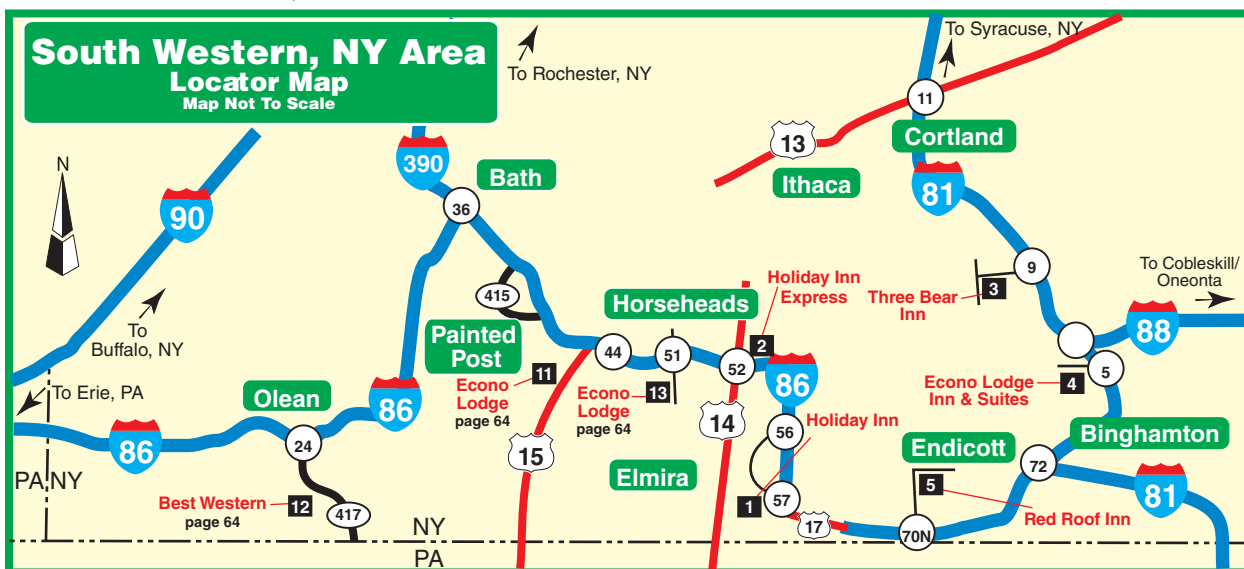 South Western, NY Area
Locator Map
Map Not To Scale
To Rochester, NY
To Syracuse, NY
11
13
Cortland
Ithaca
390
Bath
N
90
36
81
9
To Cobleskill/
Oneonta
3
Three Bear
Inn
Holiday Inn
Express
415
Horseheads
88
To
Buffalo, NY
Painted
Post
44
51
52
2
5
Econo
Lodge
page 64
11
Econo
Lodge
page 64
13
86
Econo Lodge
Inn & Suites
4
To Erie, PA
Olean
86
14
Holiday Inn
86
24
15
56
Endicott
Binghamton
PA
NY
Elmira
72
Best Western
page 64
12
417
1
57
5
81
17
Red Roof Inn
NY
70N
PA